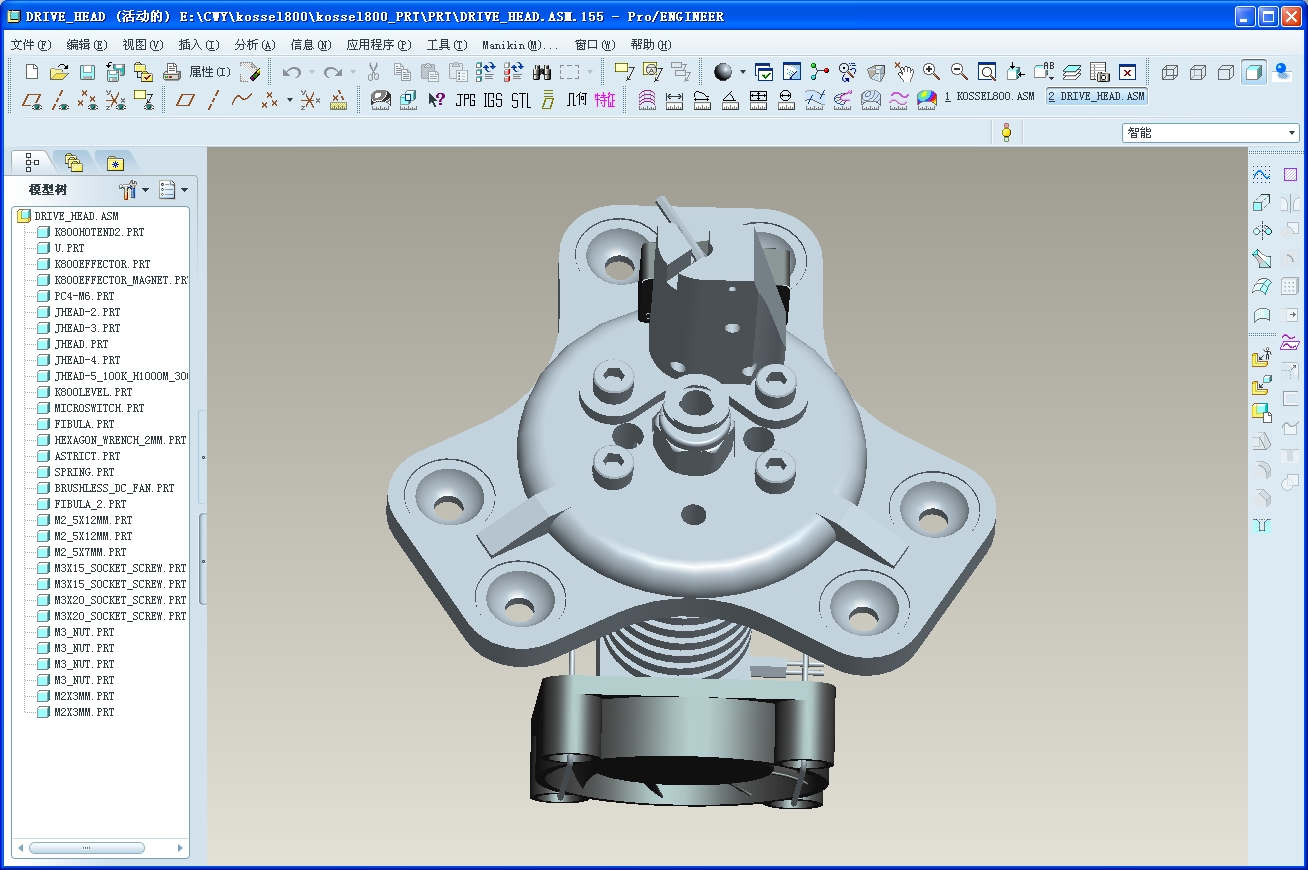 DRIVE_HEAD (活动的) E:\CWY\kossel800\kossel800_PRT\PRT\DRIVE_HEAD.ASM.155 - Pro/ENGINEER
文件(F) 编辑(E) 视图(V) 插入(I) 分析(A) 信息(N) 应用程序(P) 工具(T) Manikin(M)... 窗口(W) 帮助(H)
属性(I)
JPG IGS STL 几何 特征 1 KOSSEL800.ASM 2 DRIVE_HEAD.ASM
智能
模型树
DRIVE_HEAD.ASM
K800HOTEND2.PRT
U.PRT
K800EFFECTOR.PRT
K800EFFECTOR_MAGNET.PR
PC4-M6.PRT
JHEAD-2.PRT
JHEAD-3.PRT
JHEAD.PRT
JHEAD-4.PRT
JHEAD-5_100K_H1000M_30
K800LEVEL.PRT
MICROSWITCH.PRT
FIBULA.PRT
HEXAGON_WRENCH_2MM.PRT
ASTRICT.PRT
SPRING.PRT
BRUSHLESS_DC_FAN.PRT
FIBULA_2.PRT
M2_5X12MM.PRT
M2_5X12MM.PRT
M2_5X7MM.PRT
M3X15_SOCKET_SCREW.PRT
M3X15_SOCKET_SCREW.PRT
M3X20_SOCKET_SCREW.PRT
M3X20_SOCKET_SCREW.PRT
M3_NUT.PRT
M3_NUT.PRT
M3_NUT.PRT
M3_NUT.PRT
M2X3MM.PRT
M2X3MM.PRT